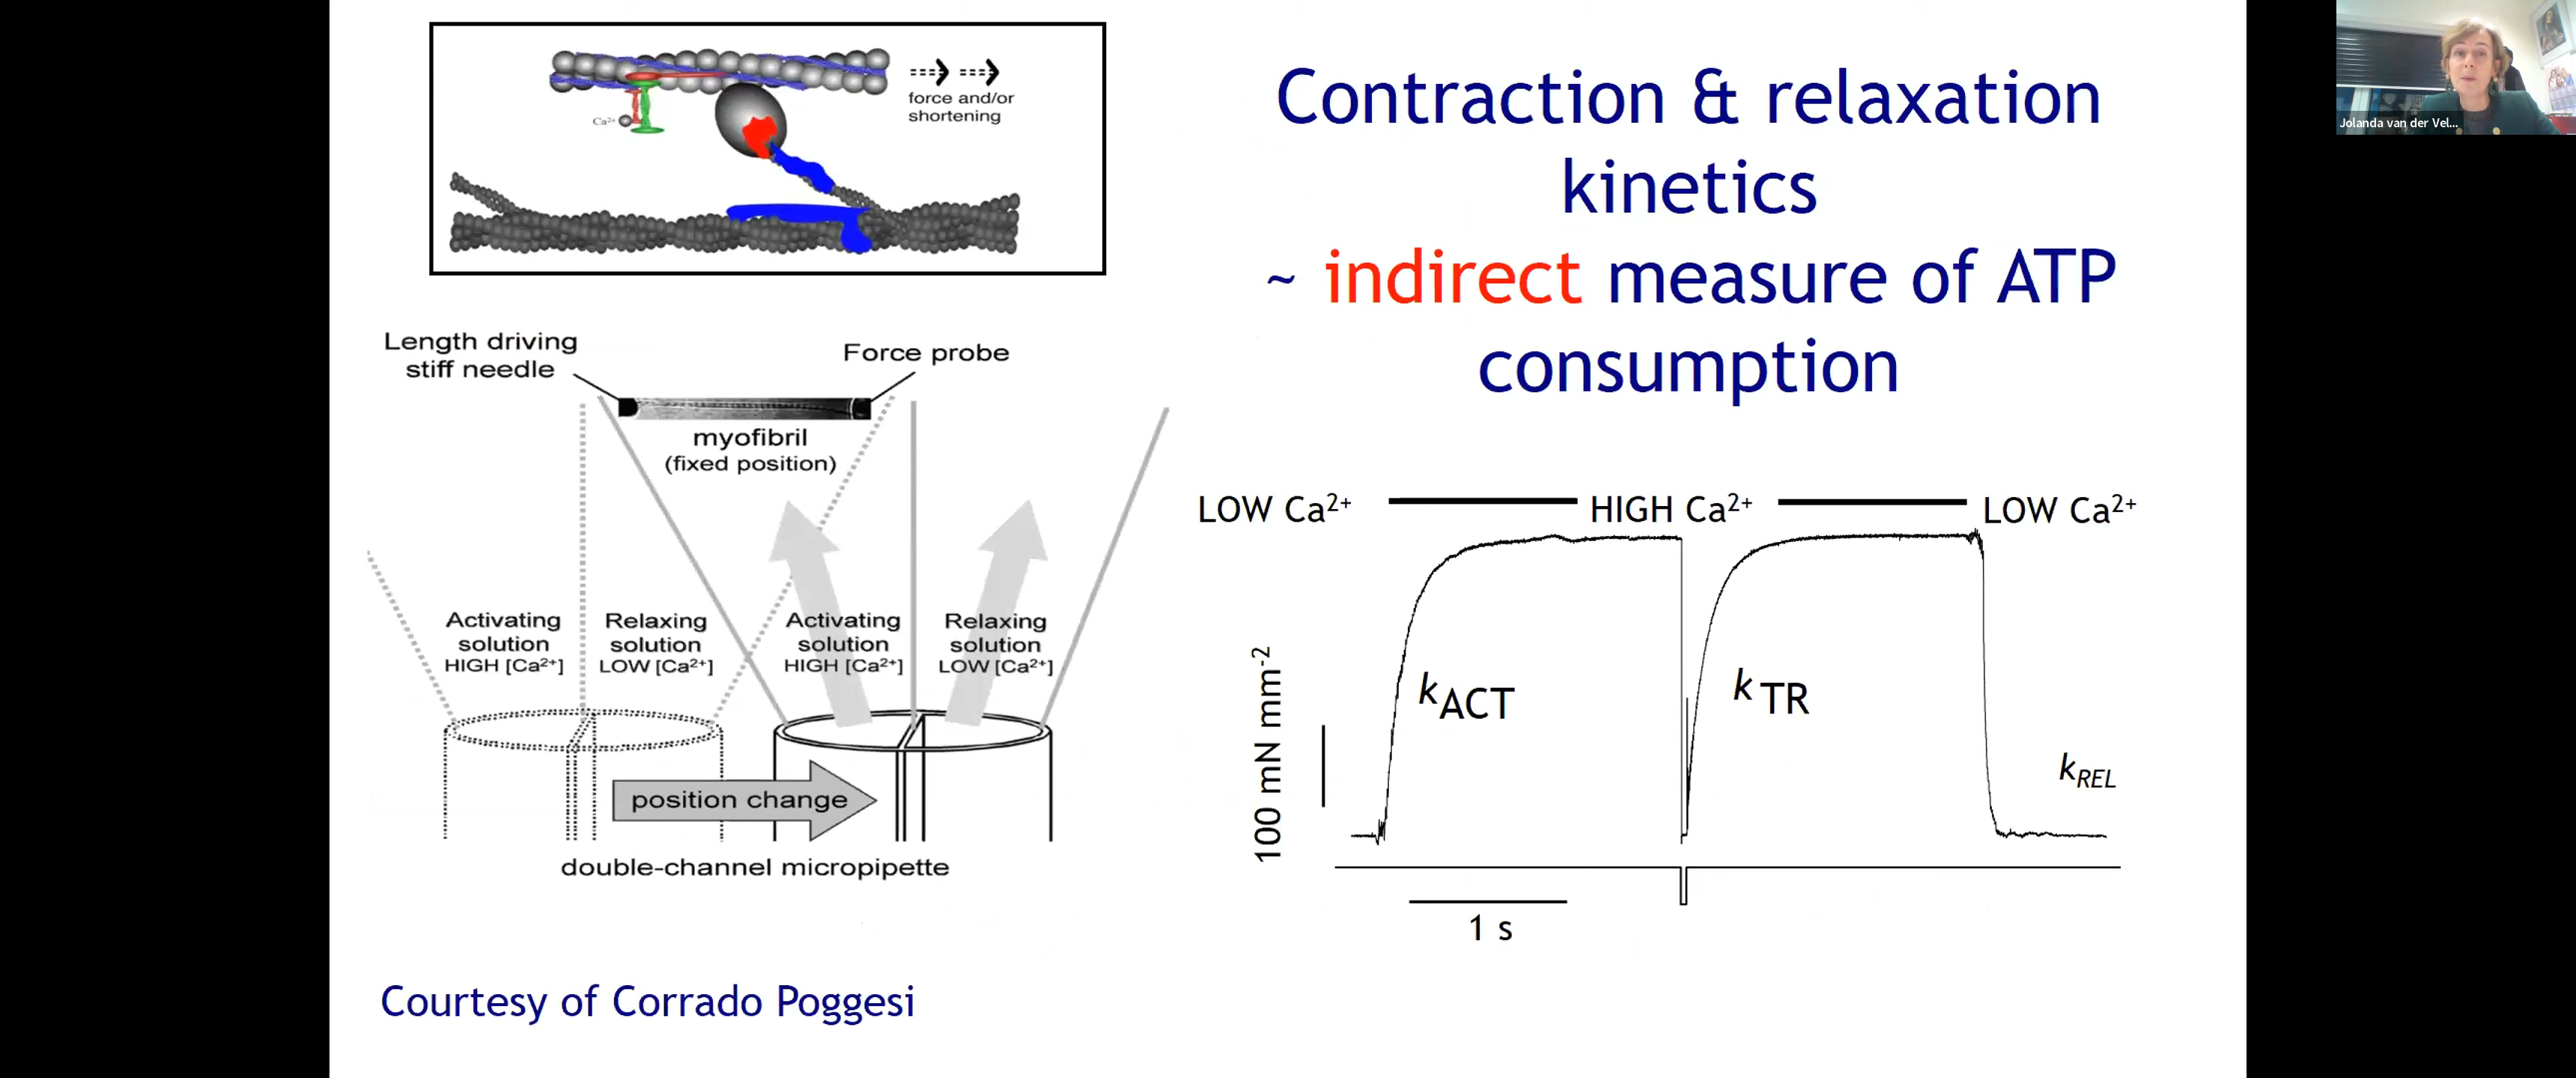 Ca²⁺
force and/or
shortening
Contraction & relaxation
kinetics
~ indirect measure of ATP
consumption
Jolanda van der Vel...
Length driving
stiff needle
Force probe
myofibril
(fixed position)
Activating
solution
HIGH [Ca²⁺]
Relaxing
solution
LOW [Ca²⁺]
Activating
solution
HIGH [Ca²⁺]
Relaxing
solution
LOW [Ca²⁺]
position change
double-channel micropipette
LOW Ca²⁺
HIGH Ca²⁺
LOW Ca²⁺
100 mN mm⁻²
kACT
kTR
kREL
1 s
Courtesy of Corrado Poggesi